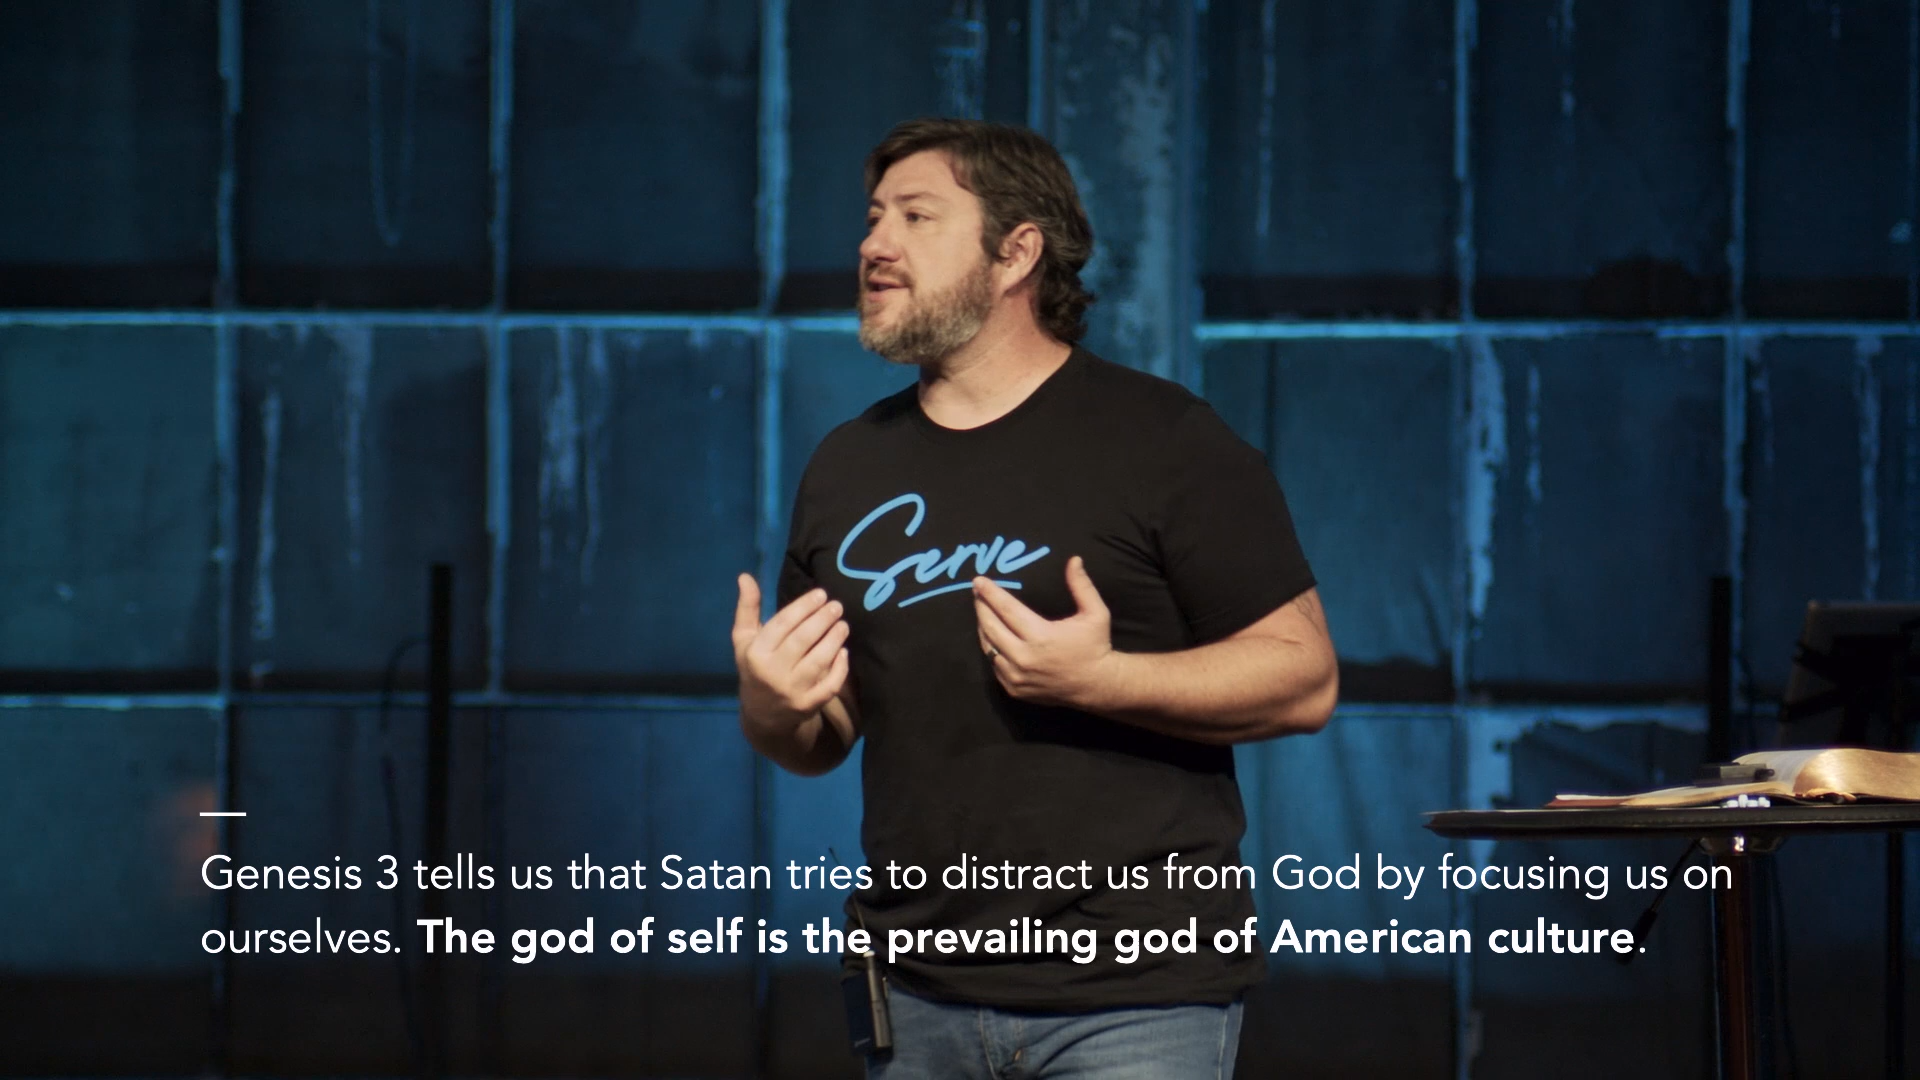 Serve
Genesis 3 tells us that Satan tries to distract us from God by focusing us on
ourselves. The god of self is the prevailing god of American culture.